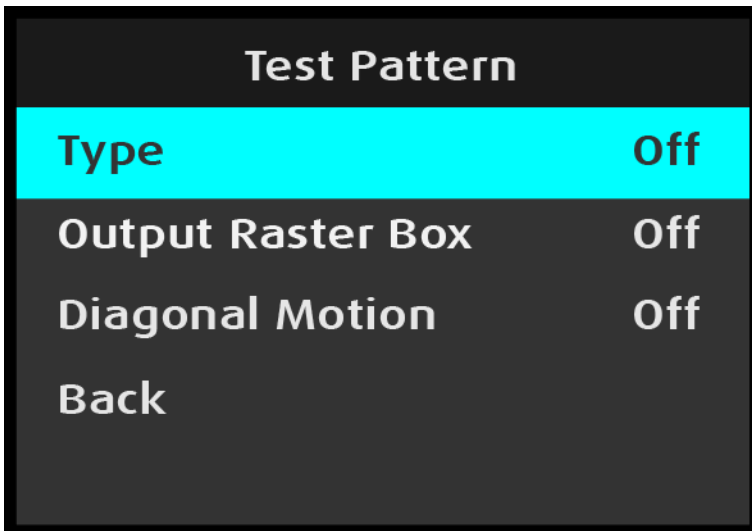 Test Pattern
Type Off
Output Raster Box Off
Diagonal Motion Off
Back